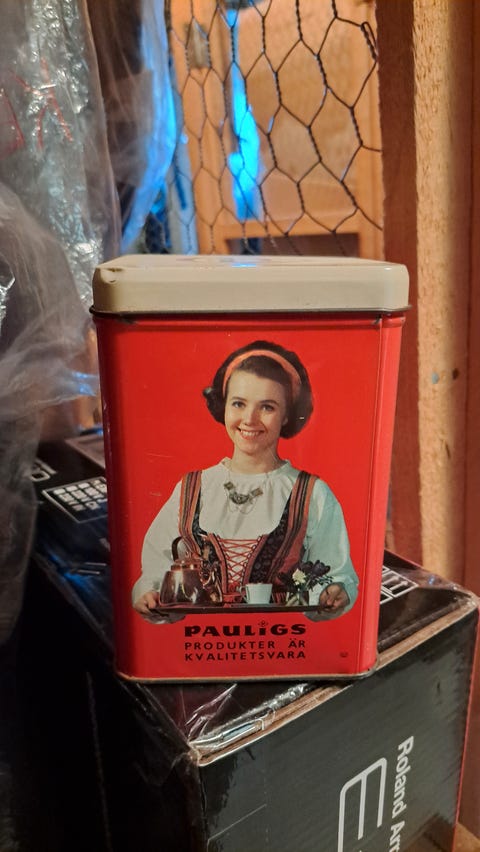 PAULiGS
PRODUKTER ÄR
KVALITETSVARA
Roland